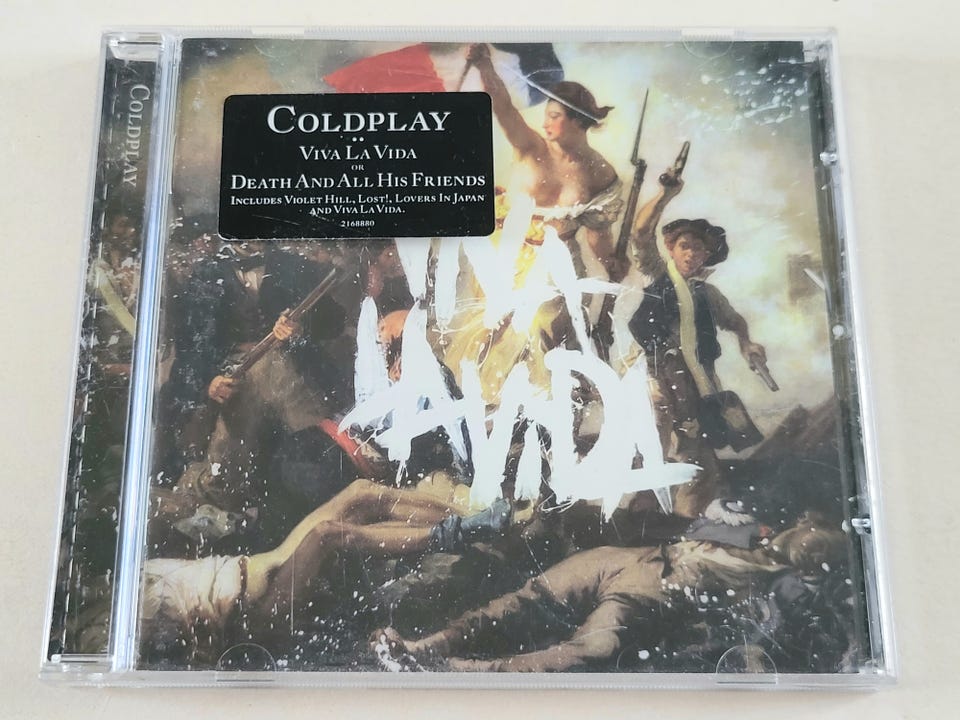 COLDPLAY
COLDPLAY
VIVA LA VIDA
OR
DEATH AND ALL HIS FRIENDS
INCLUDES VIOLET HILL, LOST!, LOVERS IN JAPAN
AND VIVA LA VIDA.
2168880
VIVA
LA VIDA